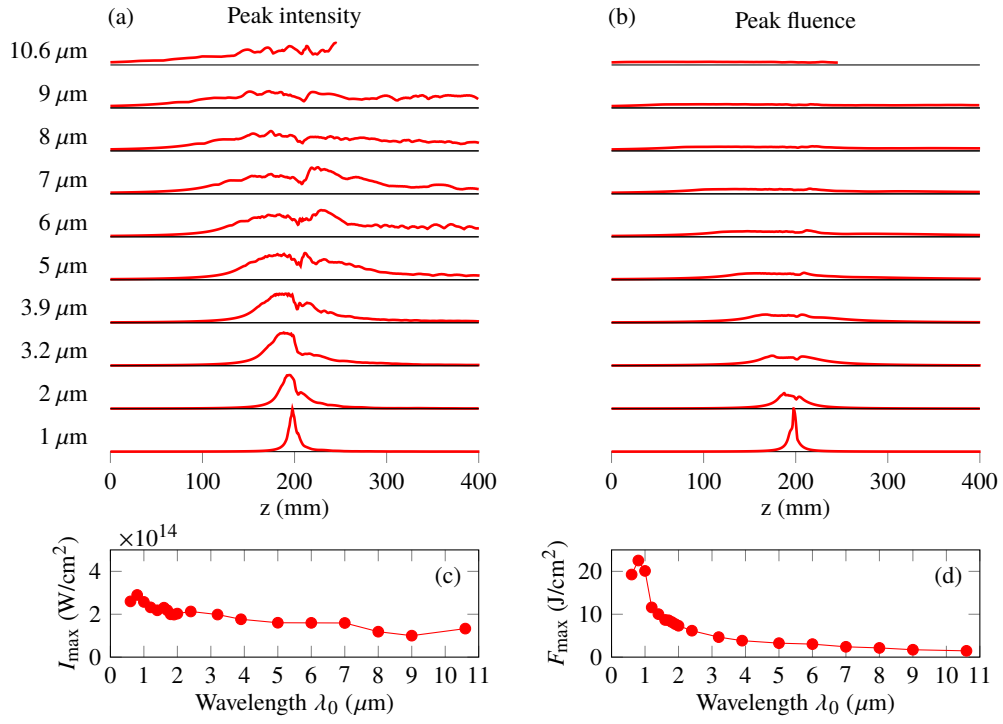 (a) Peak intensity
10.6 μm
9 μm
8 μm
7 μm
6 μm
5 μm
3.9 μm
3.2 μm
2 μm
1 μm
0 100 200 300 400
z (mm)
(b) Peak fluence
0 100 200 300 400
z (mm)
×10^14
(c)
I_max (W/cm²)
4
2
0
0 1 2 3 4 5 6 7 8 9 10 11
Wavelength λ₀ (μm)
(d)
F_max (J/cm²)
20
10
0
0 1 2 3 4 5 6 7 8 9 10 11
Wavelength λ₀ (μm)